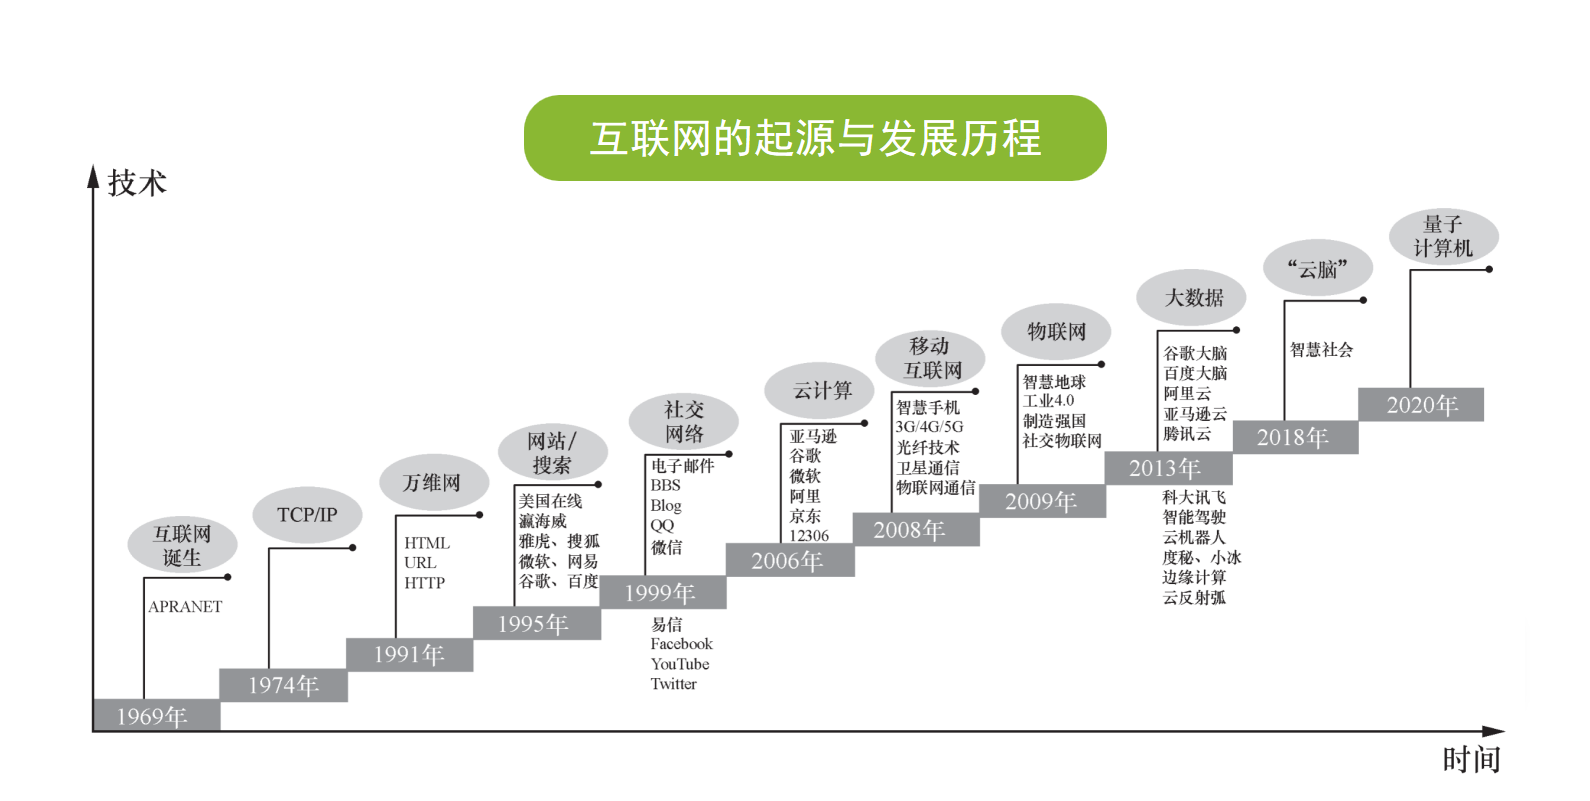 互联网的起源与发展历程
技术
互联网
诞生
APRANET
1969年
TCP/IP
1974年
万维网
HTML
URL
HTTP
1991年
网站/
搜索
美国在线
瀛海威
雅虎、搜狐
微软、网易
谷歌、百度
1995年
社交
网络
电子邮件
BBS
Blog
QQ
微信
1999年
易信
Facebook
YouTube
Twitter
云计算
亚马逊
谷歌
微软
阿里
京东
12306
2006年
移动
互联网
智慧手机
3G/4G/5G
光纤技术
卫星通信
物联网通信
2008年
物联网
智慧地球
工业4.0
制造强国
社交物联网
2009年
大数据
谷歌大脑
百度大脑
阿里云
亚马逊云
腾讯云
2013年
科大讯飞
智能驾驶
云机器人
度秘、小冰
边缘计算
云反射弧
“云脑”
智慧社会
2018年
量子
计算机
2020年
时间